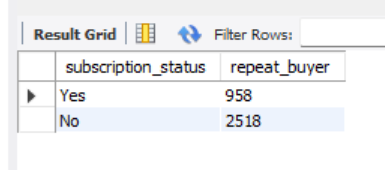 Result Grid Filter Rows:
subscription_status repeat_buyer
Yes 958
No 2518